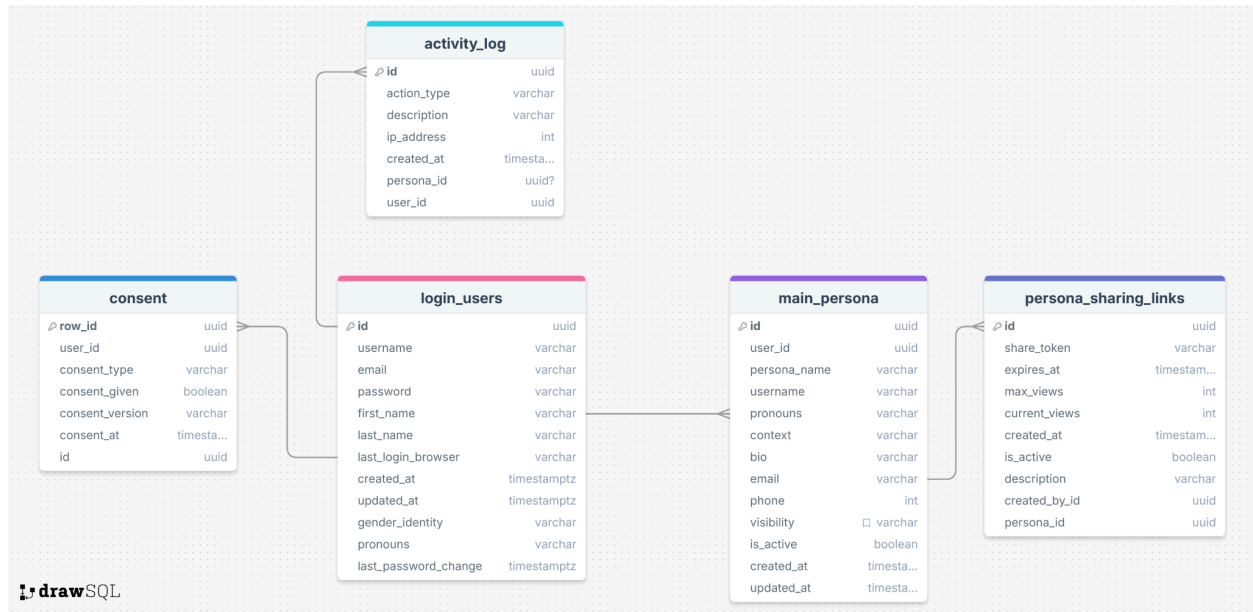 activity_log
id uuid
action_type varchar
description varchar
ip_address int
created_at timesta...
persona_id uuid?
user_id uuid
consent
row_id uuid
user_id uuid
consent_type varchar
consent_given boolean
consent_version varchar
consent_at timesta...
id uuid
login_users
id uuid
username varchar
email varchar
password varchar
first_name varchar
last_name varchar
last_login_browser varchar
created_at timestamptz
updated_at timestamptz
gender_identity varchar
pronouns varchar
last_password_change timestamptz
main_persona
id uuid
user_id uuid
persona_name varchar
username varchar
pronouns varchar
context varchar
bio varchar
email varchar
phone int
visibility varchar
is_active boolean
created_at timesta...
updated_at timesta...
persona_sharing_links
id uuid
share_token varchar
expires_at timestam...
max_views int
current_views int
created_at timestam...
is_active boolean
description varchar
created_by_id uuid
persona_id uuid
drawSQL